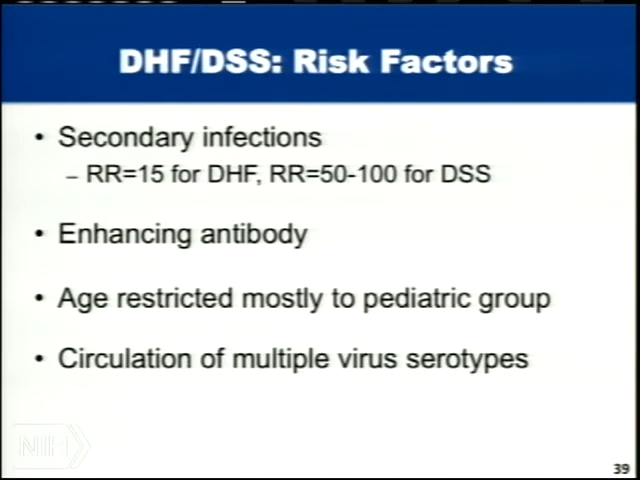 DHF/DSS: Risk Factors
• Secondary infections
– RR=15 for DHF, RR=50-100 for DSS
• Enhancing antibody
• Age restricted mostly to pediatric group
• Circulation of multiple virus serotypes
NIH
39